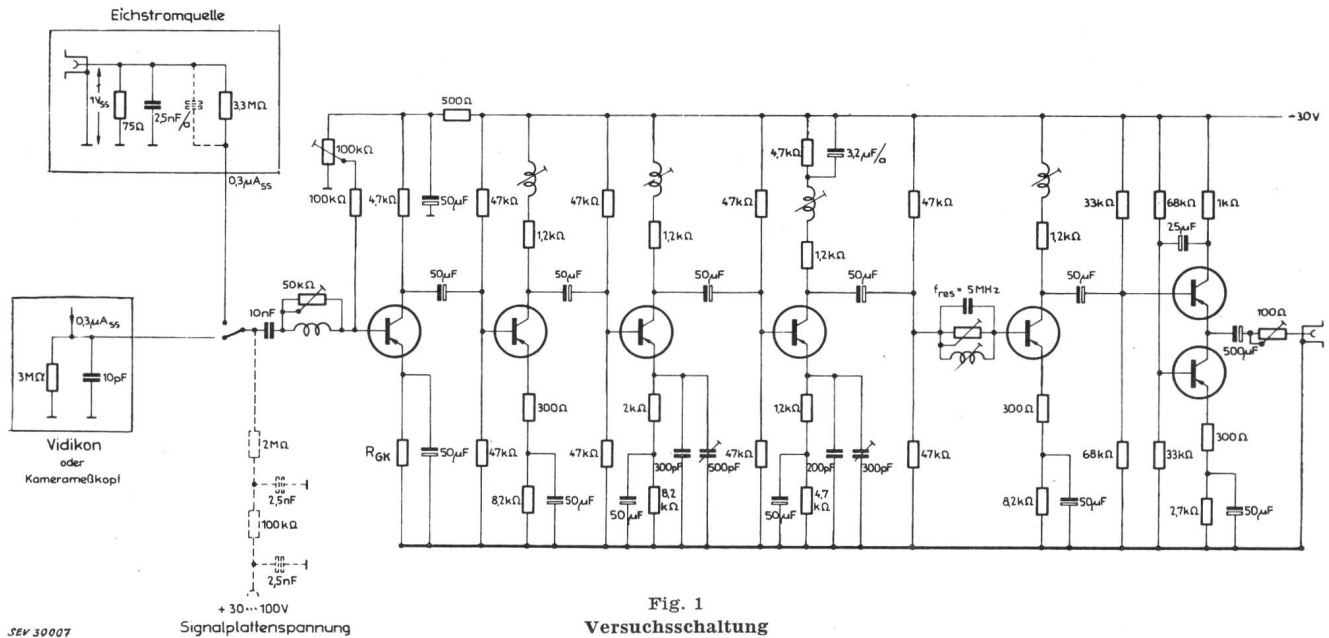 Eichstromquelle
1V_SS
75Ω
2,5nF/a
3,3MΩ
0,3µA_SS
500Ω
-30V
100kΩ
100kΩ
4,7kΩ
50µF
47kΩ
1,2kΩ
47kΩ
1,2kΩ
47kΩ
4,7kΩ
3,2µF/a
1,2kΩ
47kΩ
1,2kΩ
33kΩ
68kΩ
1kΩ
25µF
50kΩ
10nF
50µF
50µF
50µF
50µF
f_res = 5MHz
50µF
100Ω
500µF
0,3µA_SS
3MΩ
10pF
Vidikon
oder
Kamerameßkopf
R_GK
50µF
47kΩ
300Ω
8,2kΩ
50µF
47kΩ
2kΩ
300pF
500pF
50µF
8,2
kΩ
47kΩ
1,2kΩ
200pF
300pF
50µF
4,7
kΩ
47kΩ
300Ω
8,2kΩ
50µF
68kΩ
33kΩ
300Ω
2,7kΩ
50µF
2MΩ
2,5nF
100kΩ
2,5nF
+ 30···100V
Signalplattenspannung
SEV 30007
Fig. 1
Versuchsschaltung